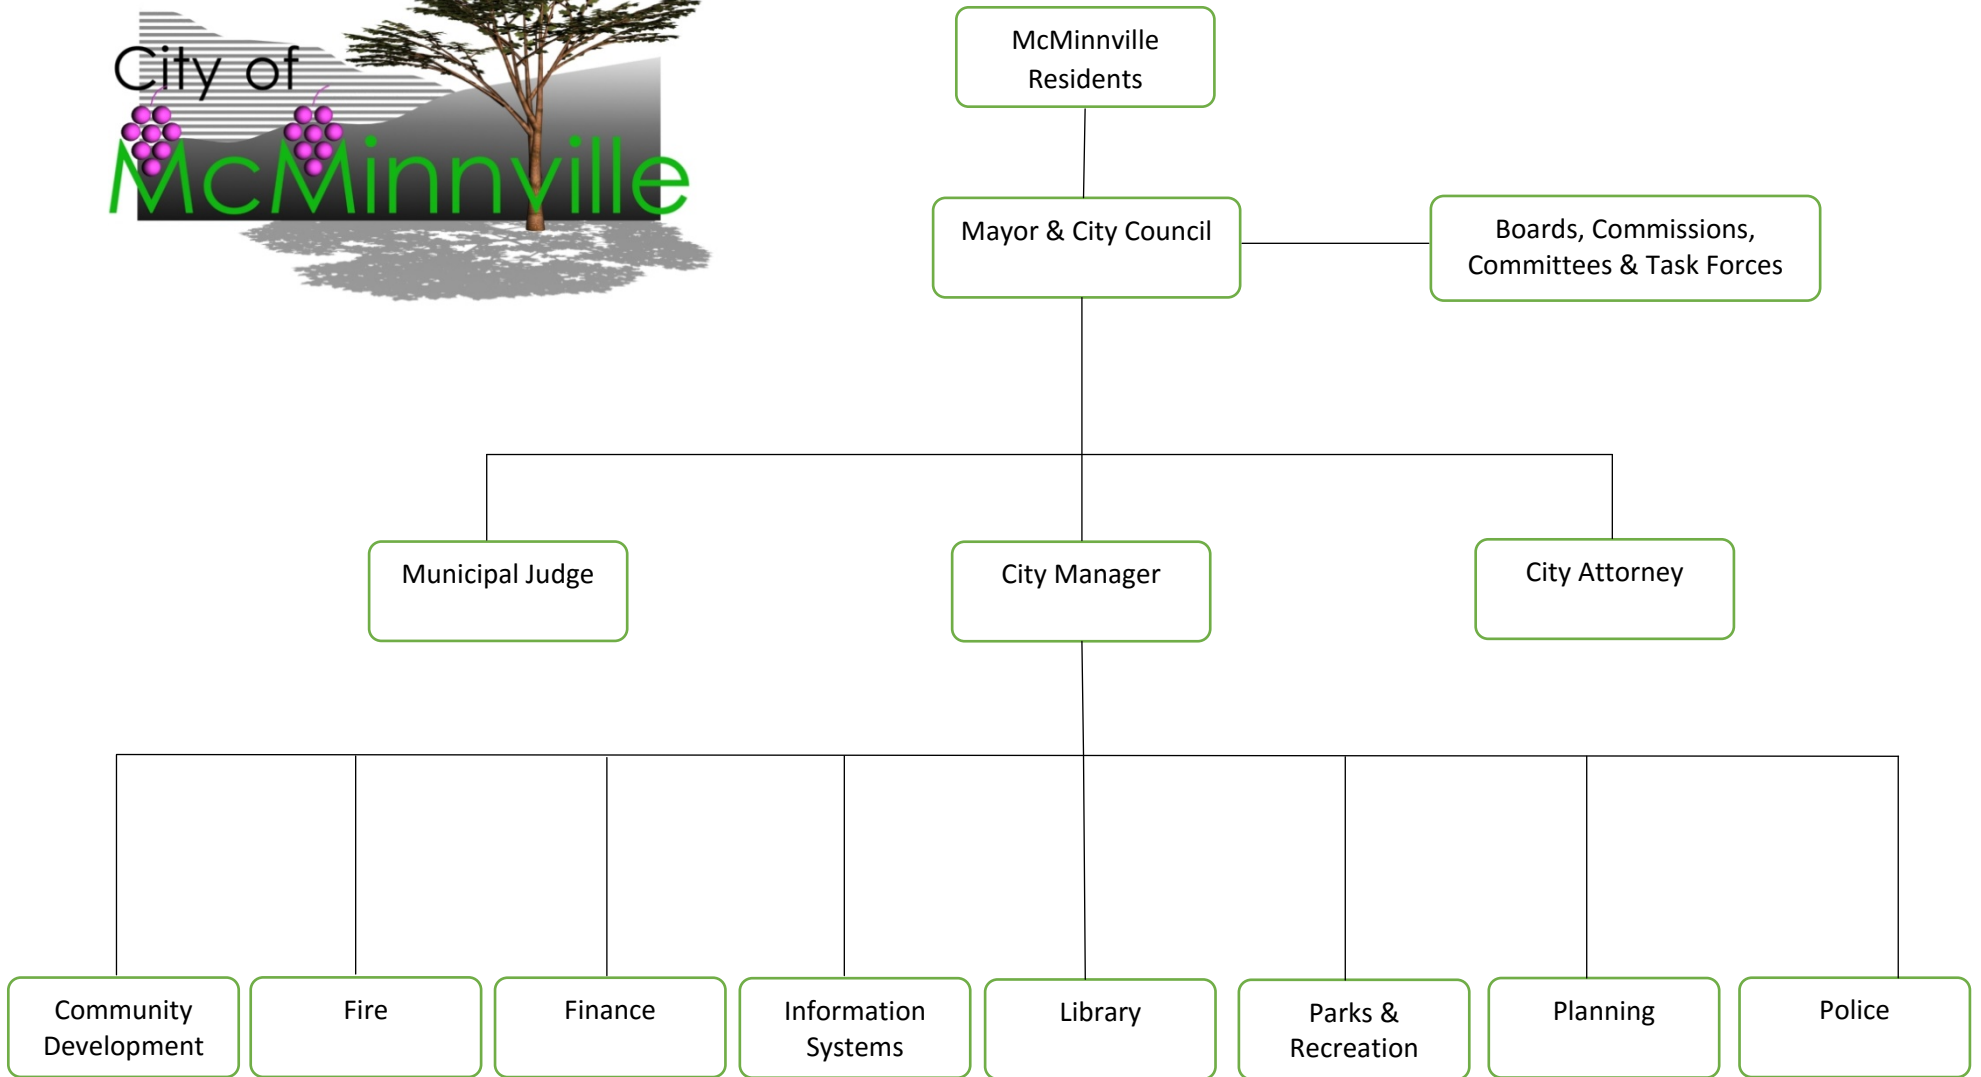 City of
McMinnville
McMinnville
Residents
Mayor & City Council
Boards, Commissions,
Committees & Task Forces
Municipal Judge
City Manager
City Attorney
Community
Development
Fire
Finance
Information
Systems
Library
Parks &
Recreation
Planning
Police